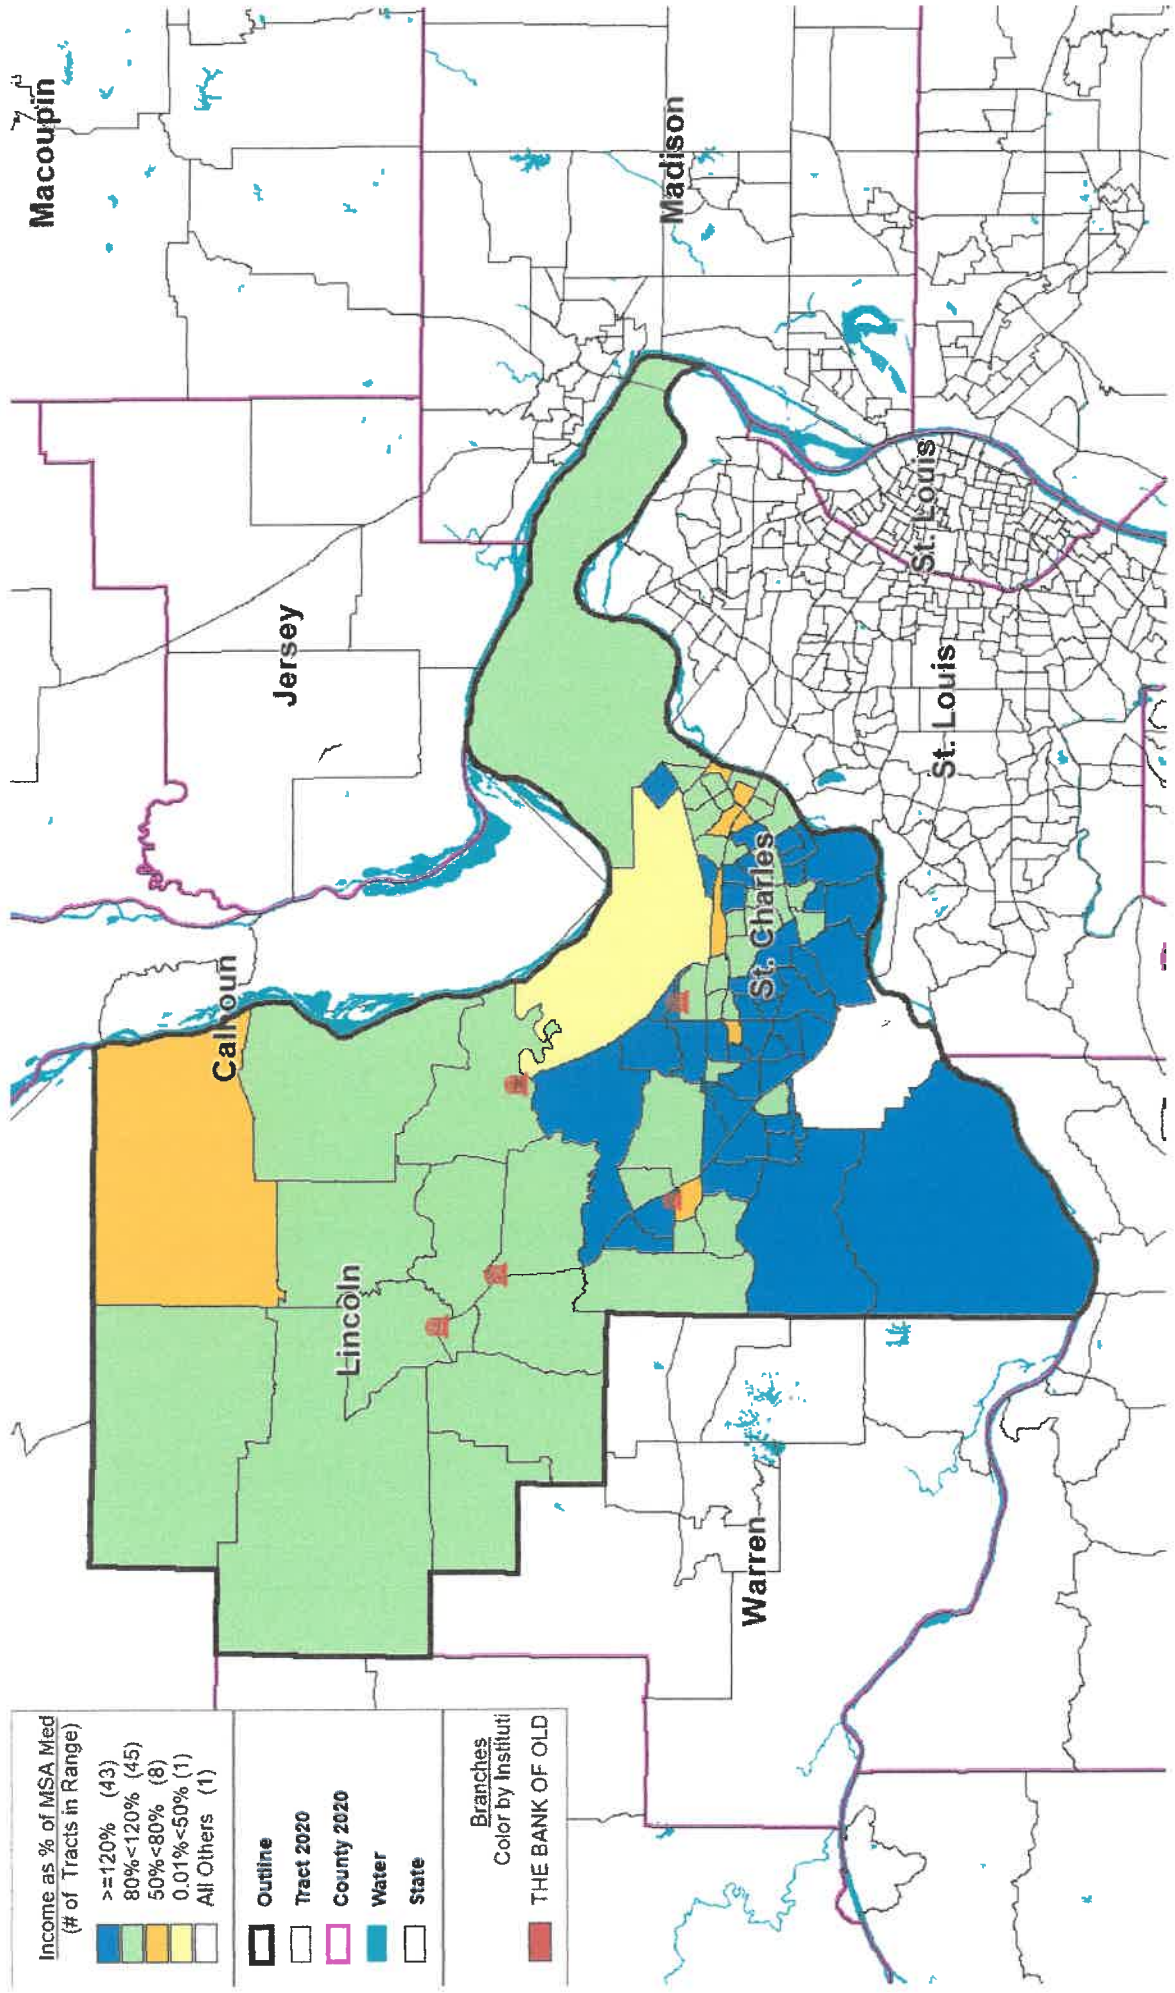 Income as % of MSA Med
(# of Tracts in Range)
>=120% (43)
80%<120% (45)
50%<80% (8)
0.01%<50% (1)
All Others (1)
Outline
Tract 2020
County 2020
Water
State
Branches
Color by Instituti
THE BANK OF OLD
Macoupin
Jersey
Calhoun
Madison
Lincoln
St. Charles
St. Louis
St. Louis
Warren